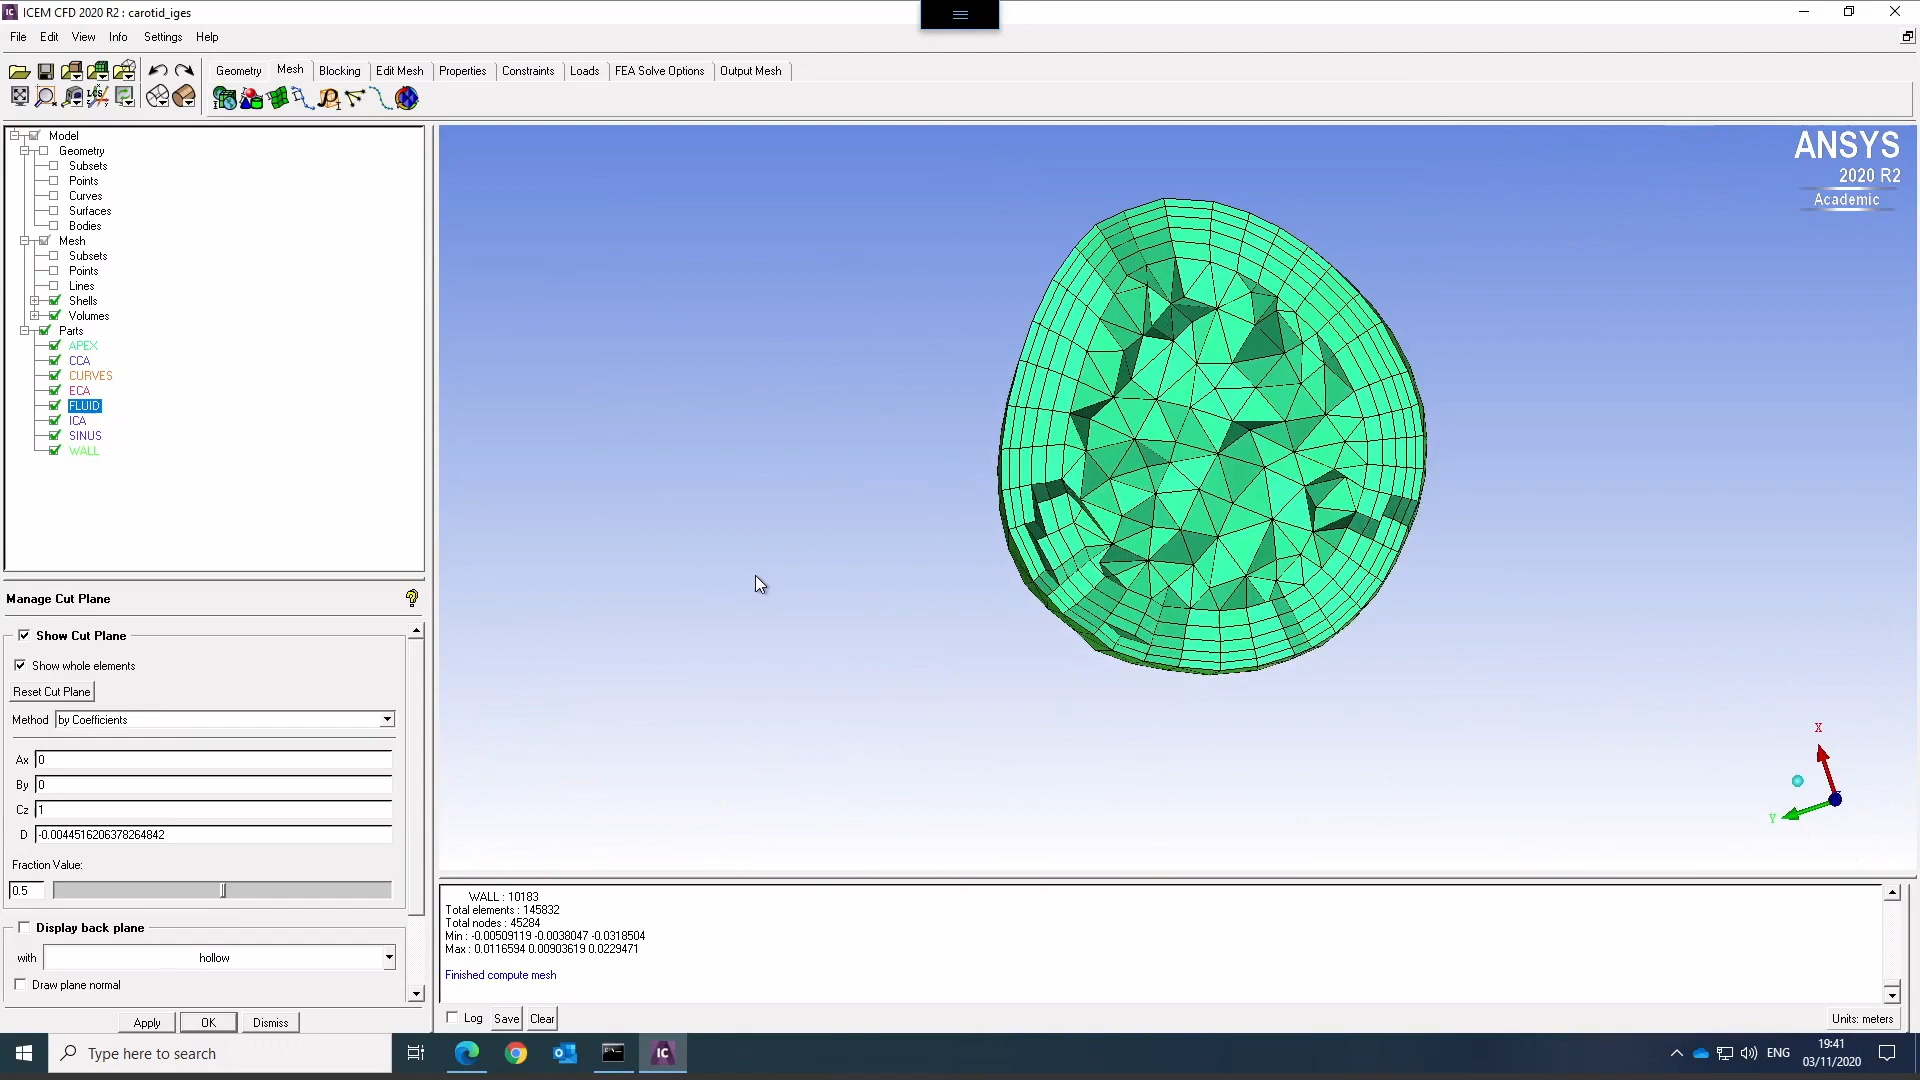 ICEM CFD 2020 R2 : carotid_iges
File Edit View Info Settings Help
Geometry Mesh Blocking Edit Mesh Properties Constraints Loads FEA Solve Options Output Mesh
LCS
Model
Geometry
Subsets
Points
Curves
Surfaces
Bodies
Mesh
Subsets
Points
Lines
Shells
Volumes
Parts
APEX
CCA
CURVES
ECA
FLUID
ICA
SINUS
WALL
ANSYS
2020 R2
Academic
X
Y
Manage Cut Plane
Show Cut Plane
Show whole elements
Reset Cut Plane
Method by Coefficients
Ax 0
By 0
Cz 1
D -0.0044516206378264842
Fraction Value:
0.5
Display back plane
with hollow
Draw plane normal
Apply OK Dismiss
WALL : 10183
Total elements : 145832
Total nodes : 45284
Min : -0.00509119 -0.0038047 -0.0318504
Max : 0.0116594 0.00903619 0.0229471
Finished compute mesh
Log Save Clear
Units: meters
Type here to search
IC
ENG
19:41
03/11/2020